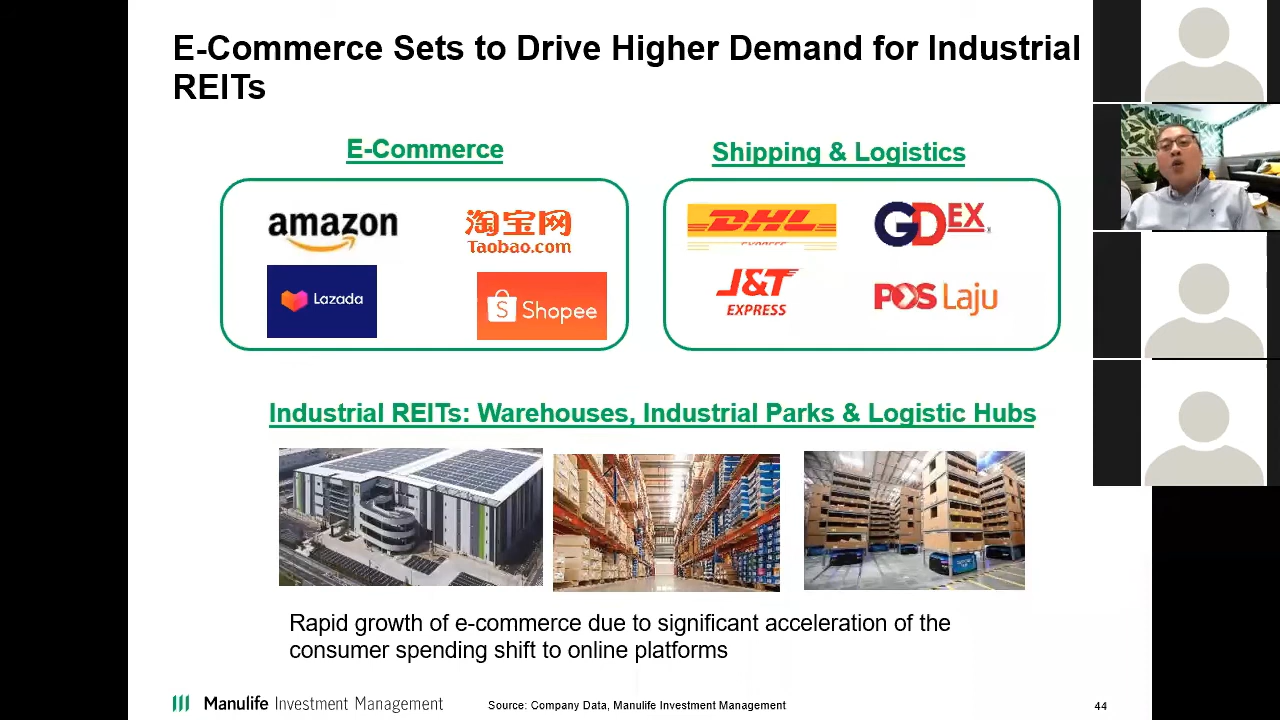 E-Commerce Sets to Drive Higher Demand for Industrial
REITs
E-Commerce
Shipping & Logistics
amazon
淘宝网
Taobao.com
Lazada
Shopee
DHL
EXPRESS
GDEX
J&T
EXPRESS
POS Laju
Industrial REITs: Warehouses, Industrial Parks & Logistic Hubs
Rapid growth of e-commerce due to significant acceleration of the
consumer spending shift to online platforms
Manulife Investment Management
Source: Company Data, Manulife Investment Management
44